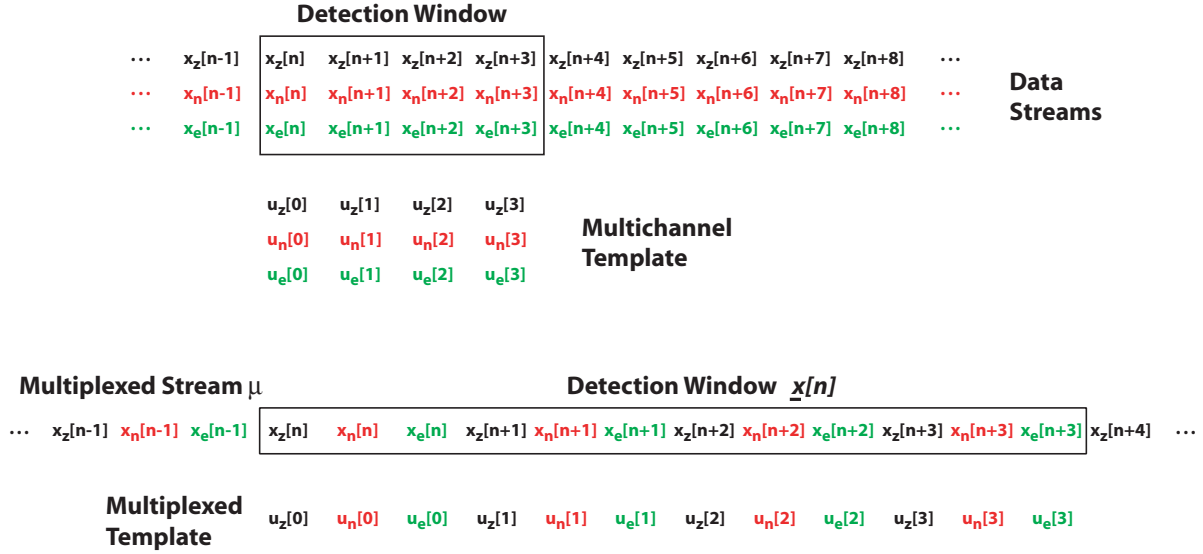 Detection Window
... x_z[n-1] x_z[n] x_z[n+1] x_z[n+2] x_z[n+3] x_z[n+4] x_z[n+5] x_z[n+6] x_z[n+7] x_z[n+8] ...
... x_n[n-1] x_n[n] x_n[n+1] x_n[n+2] x_n[n+3] x_n[n+4] x_n[n+5] x_n[n+6] x_n[n+7] x_n[n+8] ...
... x_e[n-1] x_e[n] x_e[n+1] x_e[n+2] x_e[n+3] x_e[n+4] x_e[n+5] x_e[n+6] x_e[n+7] x_e[n+8] ...
Data
Streams
u_z[0] u_z[1] u_z[2] u_z[3]
u_n[0] u_n[1] u_n[2] u_n[3]
u_e[0] u_e[1] u_e[2] u_e[3]
Multichannel
Template
Multiplexed Stream μ
Detection Window x[n]
... x_z[n-1] x_n[n-1] x_e[n-1] x_z[n] x_n[n] x_e[n] x_z[n+1] x_n[n+1] x_e[n+1] x_z[n+2] x_n[n+2] x_e[n+2] x_z[n+3] x_n[n+3] x_e[n+3] x_z[n+4] ...
Multiplexed
Template
u_z[0] u_n[0] u_e[0] u_z[1] u_n[1] u_e[1] u_z[2] u_n[2] u_e[2] u_z[3] u_n[3] u_e[3]